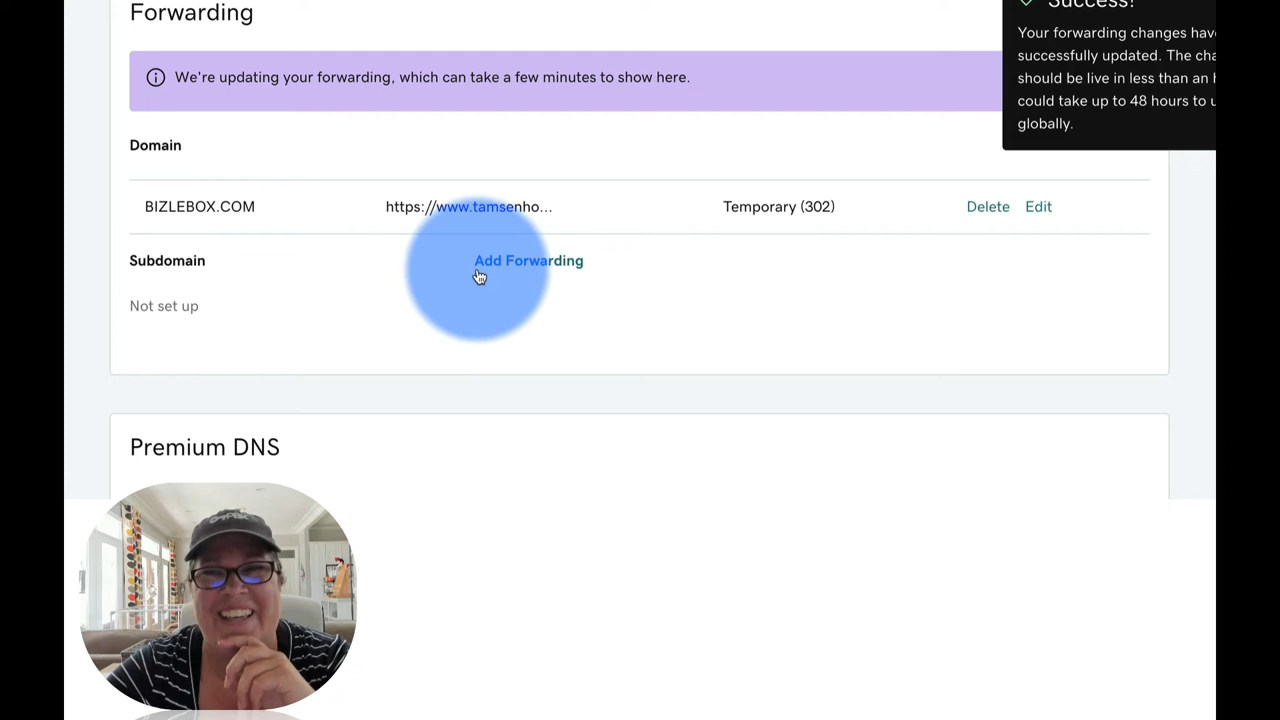 Forwarding
Success!
Your forwarding changes hav
successfully updated. The cha
should be live in less than an h
could take up to 48 hours to u
globally.
We're updating your forwarding, which can take a few minutes to show here.
Domain
BIZLEBOX.COM https://www.tamsenho... Temporary (302) Delete Edit
Subdomain Add Forwarding
Not set up
Premium DNS